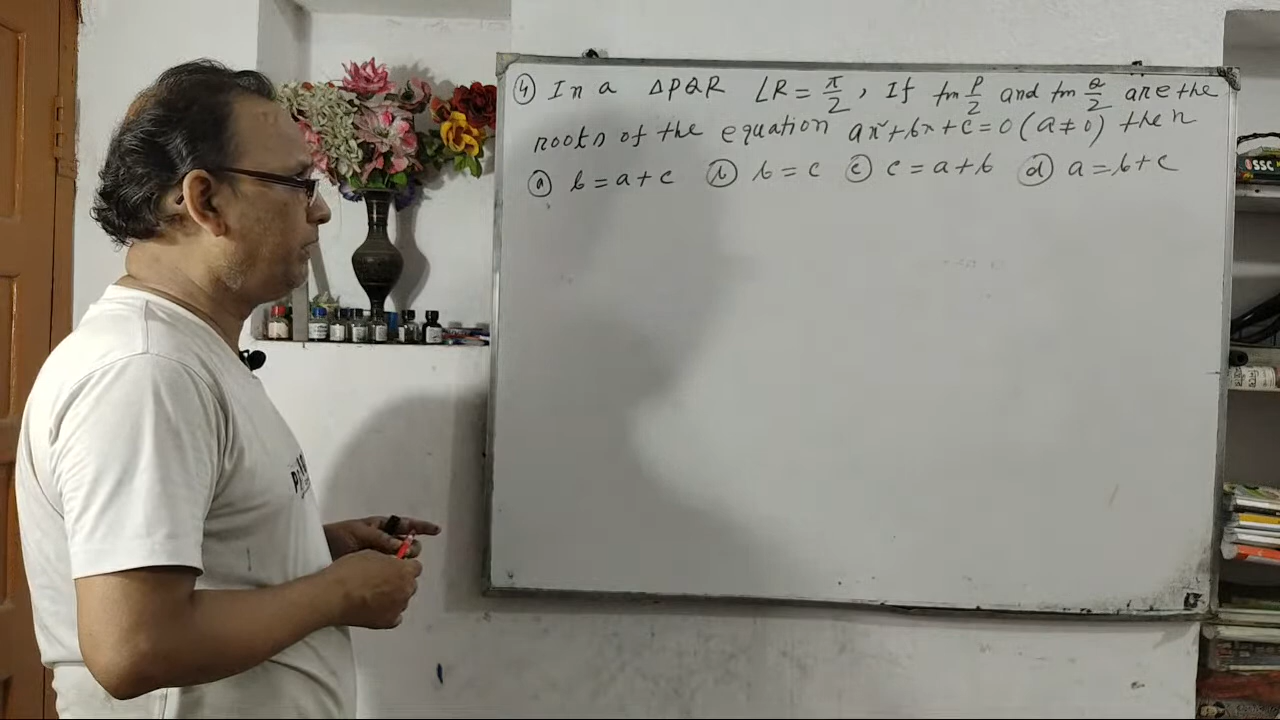 ④ In a ΔPQR ∠R = π/2, If tan P/2 and tan Q/2 are the
roots of the equation ax²+bx+c=0 (a≠0) then
ⓐ b=a+c ⓑ b=c ⓒ c=a+b ⓓ a=b+c